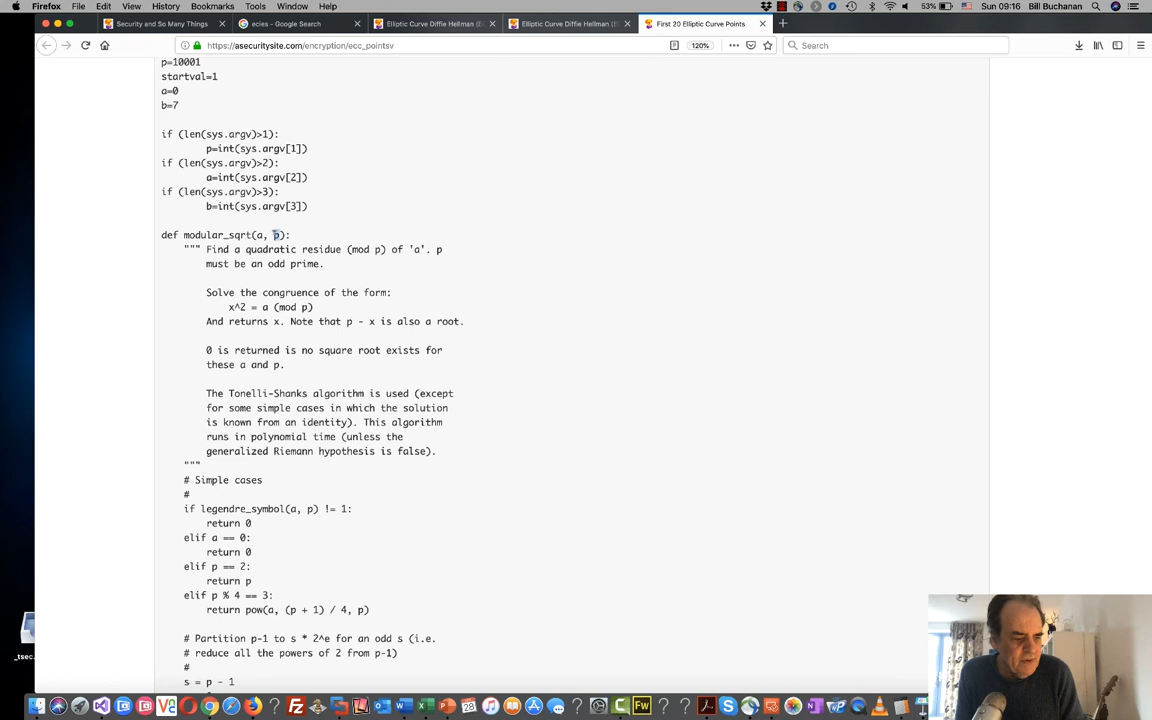 Firefox File Edit View History Bookmarks Tools Window Help 53% Sun 09:16 Bill Buchanan
Security and So Many Things ecies - Google Search Elliptic Curve Diffie Hellman (EC Elliptic Curve Diffie Hellman (EC First 20 Elliptic Curve Points
https://asecuritysite.com/encryption/ecc_pointsv 120% Search
p=10001
startval=1
a=0
b=7
if (len(sys.argv)>1):
p=int(sys.argv[1])
if (len(sys.argv)>2):
a=int(sys.argv[2])
if (len(sys.argv)>3):
b=int(sys.argv[3])
def modular_sqrt(a, p):
""" Find a quadratic residue (mod p) of 'a'. p
must be an odd prime.
Solve the congruence of the form:
x^2 = a (mod p)
And returns x. Note that p - x is also a root.
0 is returned is no square root exists for
these a and p.
The Tonelli-Shanks algorithm is used (except
for some simple cases in which the solution
is known from an identity). This algorithm
runs in polynomial time (unless the
generalized Riemann hypothesis is false).
"""
# Simple cases
#
if legendre_symbol(a, p) != 1:
return 0
elif a == 0:
return 0
elif p == 2:
return p
elif p % 4 == 3:
return pow(a, (p + 1) / 4, p)
# Partition p-1 to s * 2^e for an odd s (i.e.
# reduce all the powers of 2 from p-1)
#
s = p - 1
_tsec.